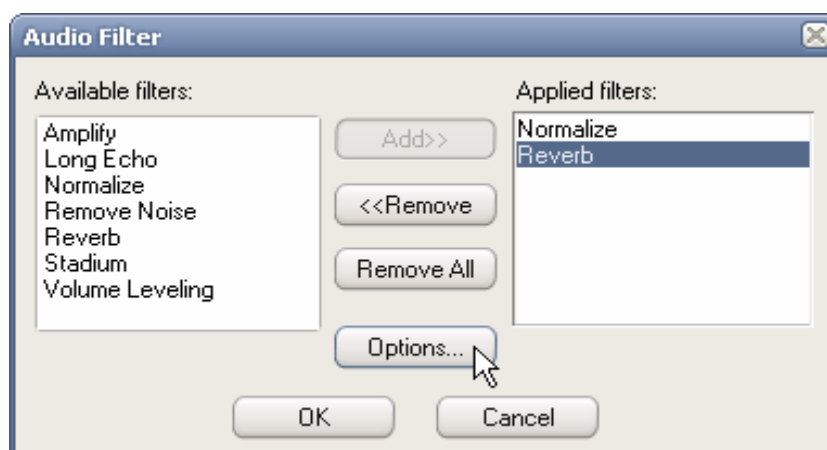 Audio Filter
Available filters:
Amplify
Long Echo
Normalize
Remove Noise
Reverb
Stadium
Volume Leveling
Add>>
<<Remove
Remove All
Options...
Applied filters:
Normalize
Reverb
OK
Cancel